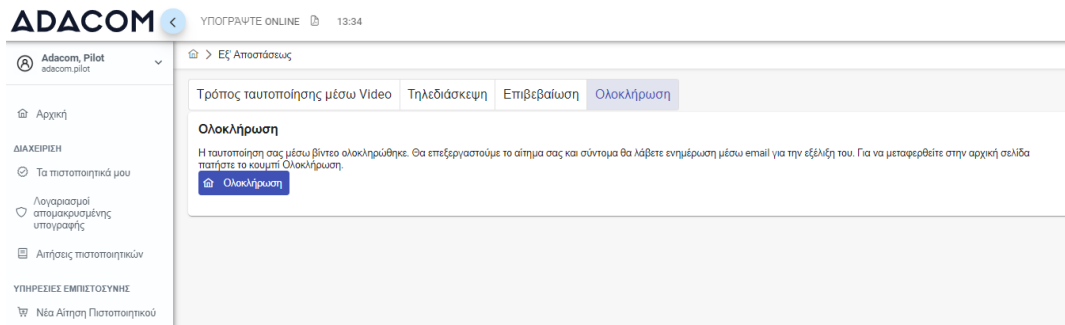 ADACOM
ΥΠΟΓΡΑΨΤΕ ONLINE 13:34
Adacom, Pilot
adacom.pilot
Εξ' Αποστάσεως
Τρόπος ταυτοποίησης μέσω Video Τηλεδιάσκεψη Επιβεβαίωση Ολοκλήρωση
Αρχική
ΔΙΑΧΕΙΡΙΣΗ
Τα πιστοποιητικά μου
Λογαριασμοί
απομακρυσμένης
υπογραφής
Αιτήσεις πιστοποιητικών
ΥΠΗΡΕΣΙΕΣ ΕΜΠΙΣΤΟΣΥΝΗΣ
Νέα Αίτηση Πιστοποιητικού
Ολοκλήρωση
Η ταυτοποίηση σας μέσω βίντεο ολοκληρώθηκε. Θα επεξεργαστούμε το αίτημα σας και σύντομα θα λάβετε ενημέρωση μέσω email για την εξέλιξη του. Για να μεταφερθείτε στην αρχική σελίδα
πατήστε το κουμπί Ολοκλήρωση.
Ολοκλήρωση